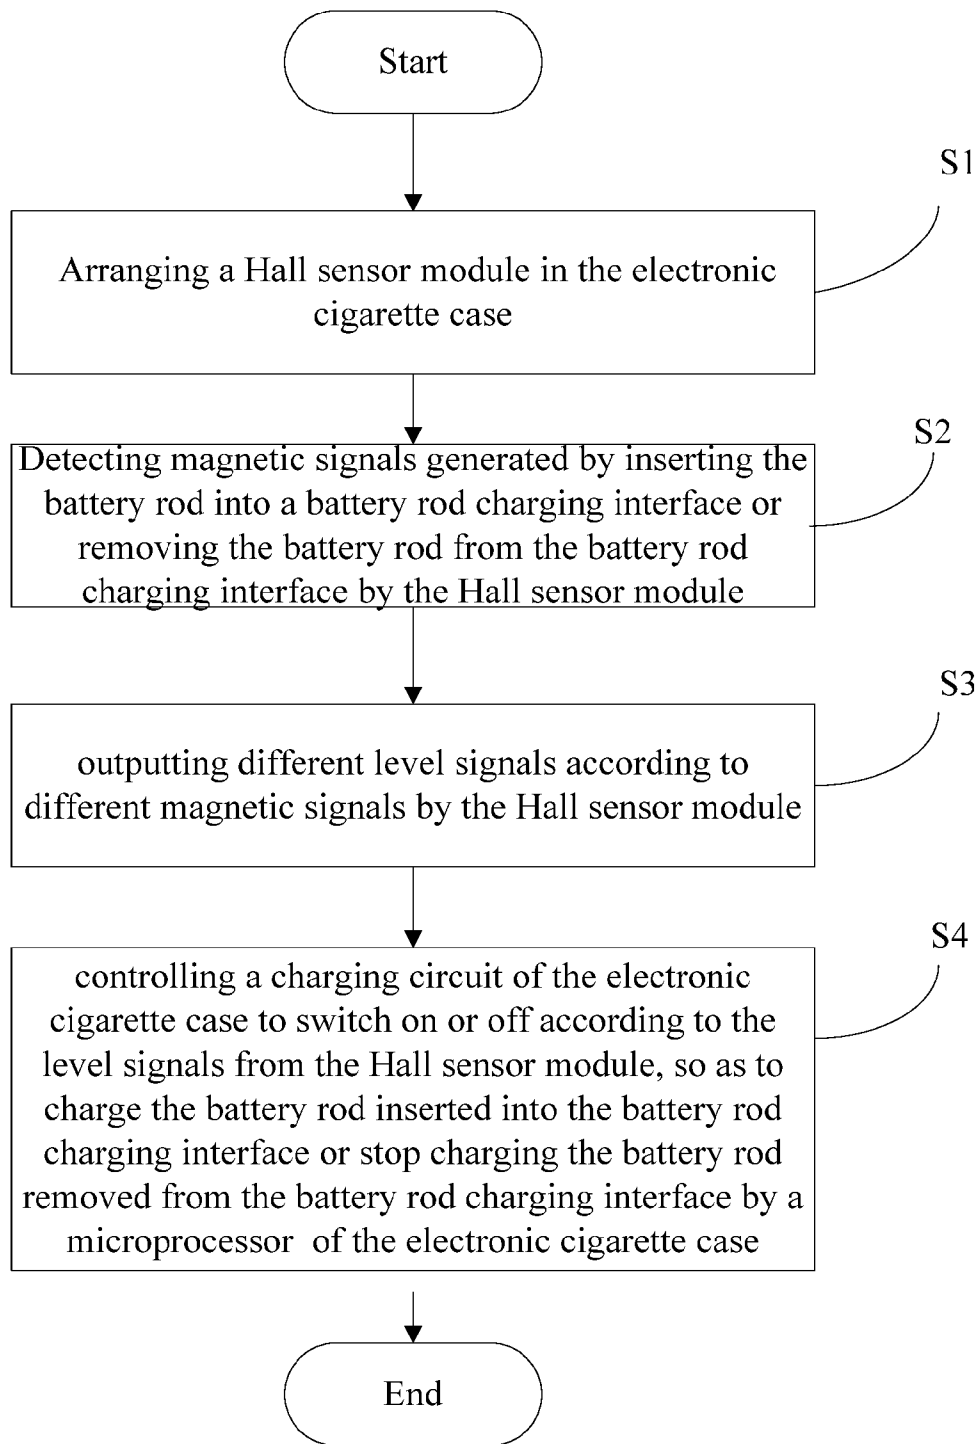 Start
S1
Arranging a Hall sensor module in the electronic
cigarette case
S2
Detecting magnetic signals generated by inserting the
battery rod into a battery rod charging interface or
removing the battery rod from the battery rod
charging interface by the Hall sensor module
S3
outputting different level signals according to
different magnetic signals by the Hall sensor module
S4
controlling a charging circuit of the electronic
cigarette case to switch on or off according to the
level signals from the Hall sensor module, so as to
charge the battery rod inserted into the battery rod
charging interface or stop charging the battery rod
removed from the battery rod charging interface by a
microprocessor of the electronic cigarette case
End